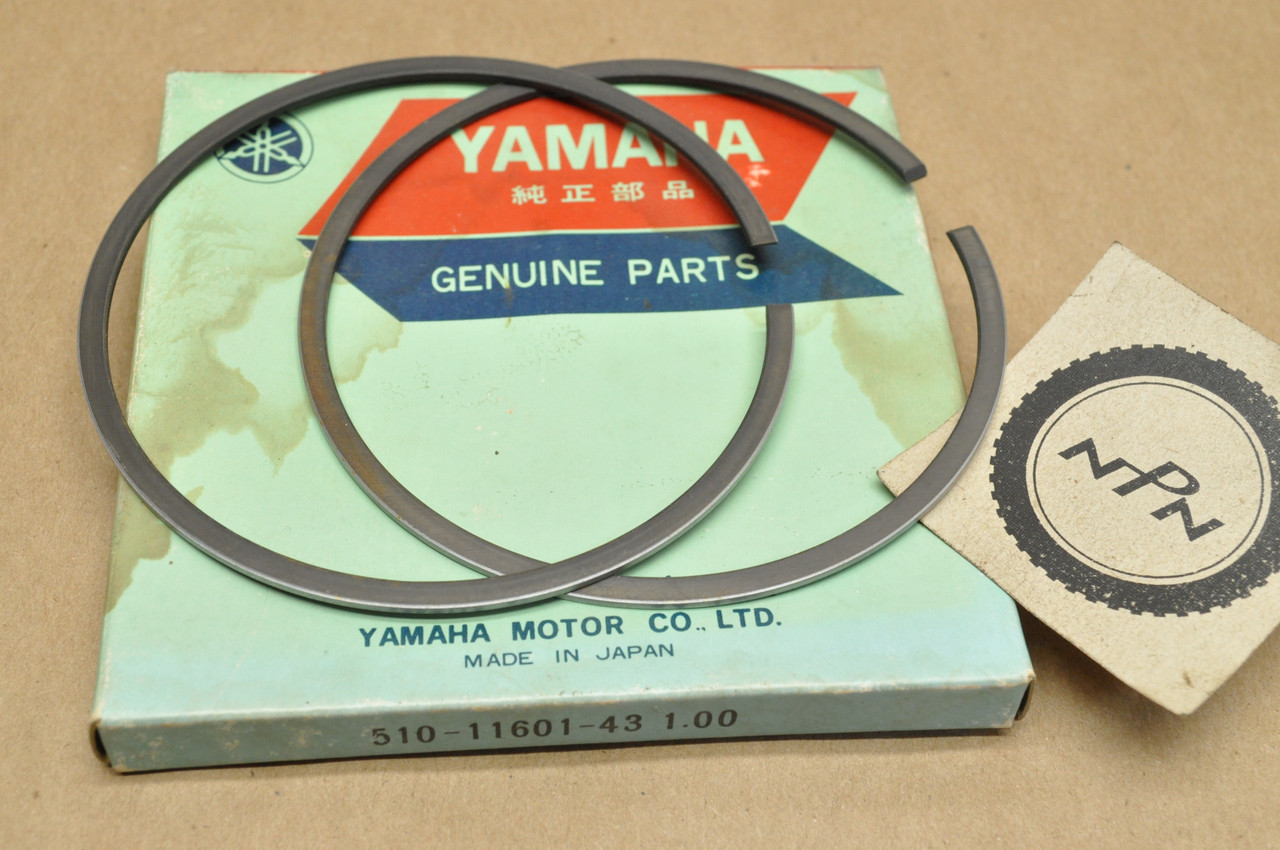 YAMAHA
純正部品
GENUINE PARTS
YAMAHA MOTOR CO., LTD.
MADE IN JAPAN
510-11601-43 1.00
NPN